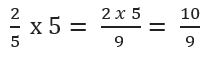 2/5 x 5 = 2 x 5/9 = 10/9